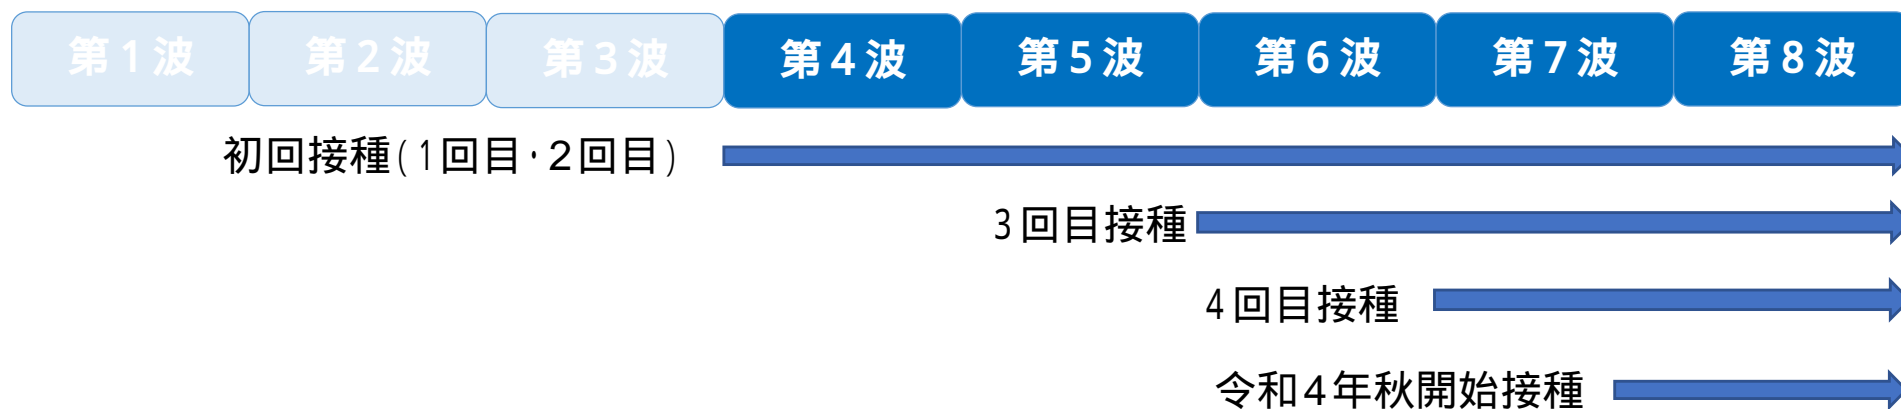 第1波 第2波 第3波 第4波 第5波 第6波 第7波 第8波
初回接種(1回目・2回目)
3回目接種
4回目接種
令和4年秋開始接種